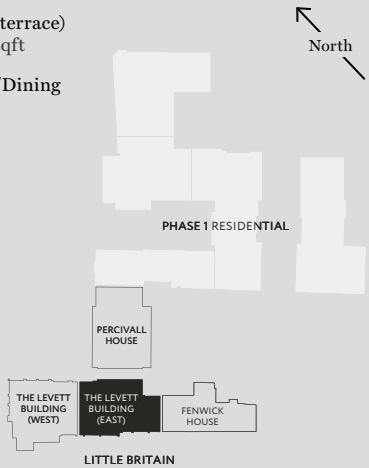 terrace)
qft
North
/Dining
PHASE 1 RESIDENTIAL
PERCIVALL
HOUSE
THE LEVETT
BUILDING
(WEST)
THE LEVETT
BUILDING
(EAST)
FENWICK
HOUSE
LITTLE BRITAIN